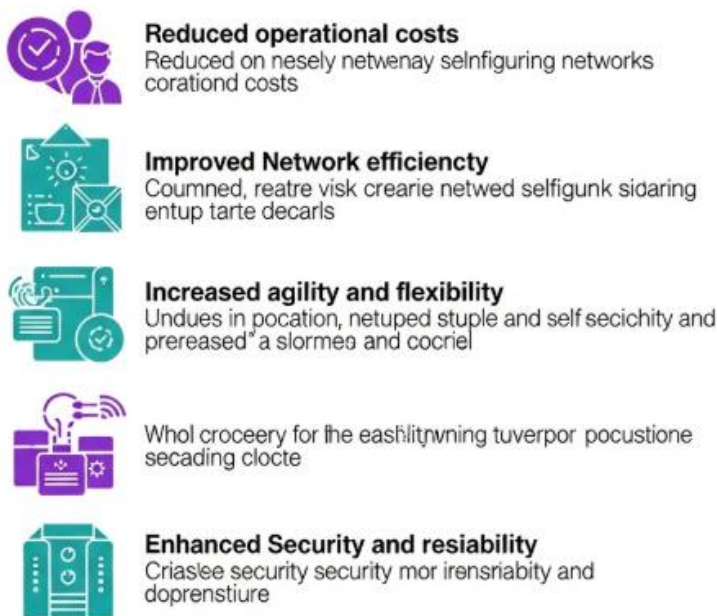 Reduced operational costs
Reduced on nesely netwenay selnfiguring networks
corationd costs
Improved Network efficiencty
Coumned, reatre visk crearie netwed selfigunk sidaring
entup tarte decarls
Increased agility and flexibility
Undues in pocation, netuped stuple and self secichity and
prereased" a slormea and cocriel
Whol croceery for lhe tuverpor pocustione
secading clocte
Enhanced Security and resiability
Criaslee security security mor irensriabity and
doprenstiure